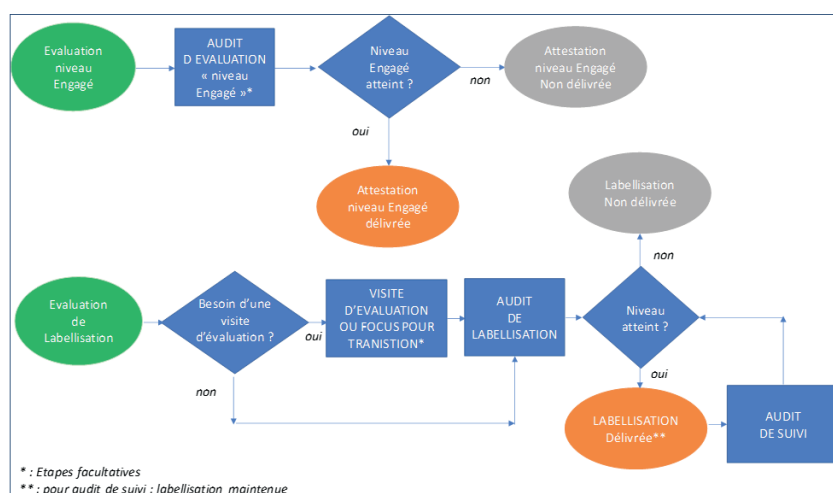 Evaluation
niveau
Engagé
AUDIT
D EVALUATION
« niveau
Engagé »*
Niveau
Engagé
atteint ?
non
Attestation
niveau Engagé
Non délivrée
oui
Attestation
niveau Engagé
délivrée
Labellisation
Non délivrée
non
Evaluation
de
Labellisation
Besoin d'une
visite
d'évaluation ?
oui
VISITE
D'EVALUATION
OU FOCUS POUR
TRANISTION*
AUDIT
DE
LABELLISATION
Niveau
atteint ?
non
oui
LABELLISATION
Délivrée**
AUDIT
DE SUIVI
* : Etapes facultatives
** : pour audit de suivi : labellisation maintenue